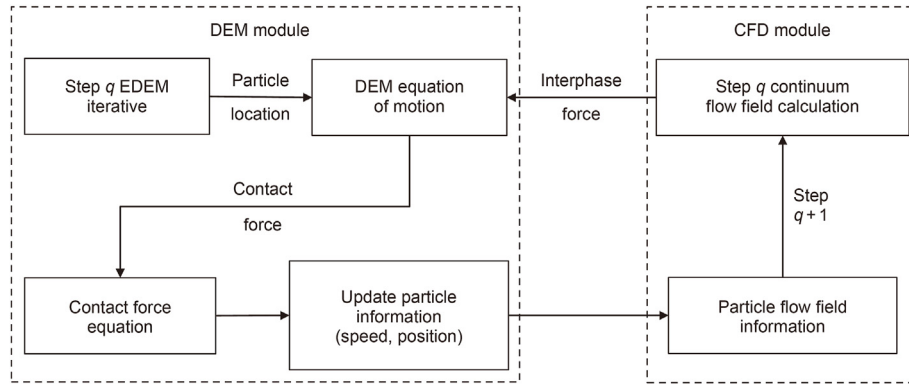 DEM module
CFD module
Step q EDEM
iterative
Particle
location
DEM equation
of motion
Interphase
force
Step q continuum
flow field calculation
Contact
force
Step
q + 1
Contact force
equation
Update particle
information
(speed, position)
Particle flow field
information